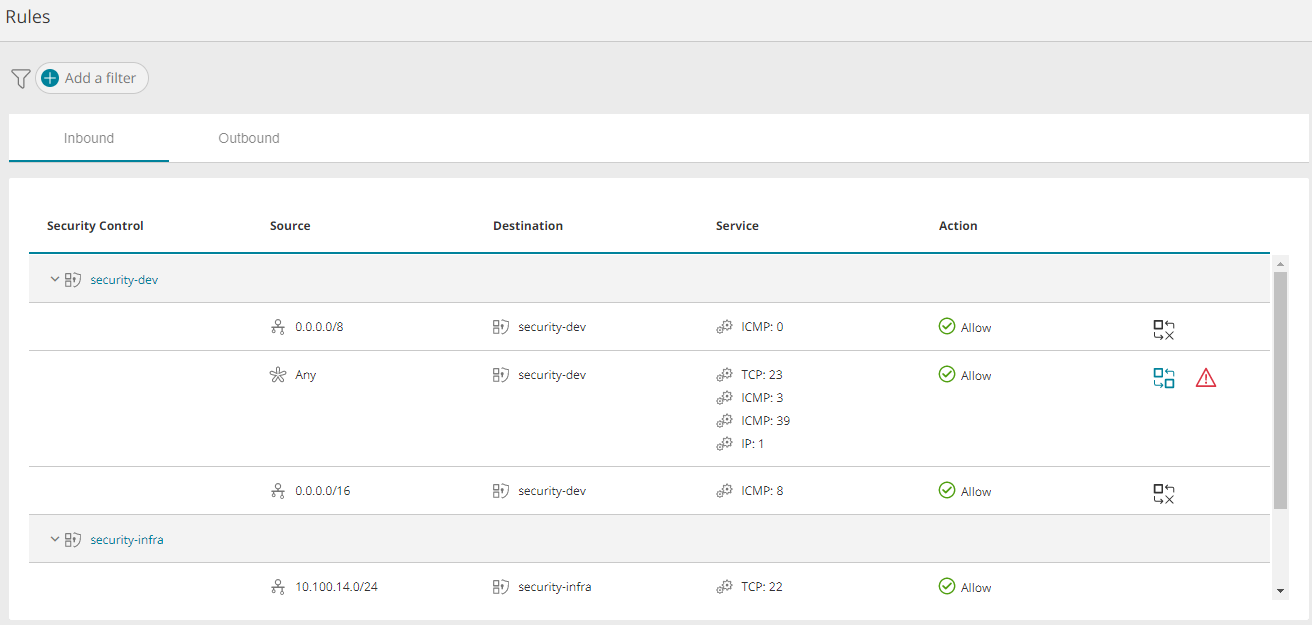 Rules
Add a filter
Inbound Outbound
Security Control Source Destination Service Action
security-dev
0.0.0.0/8 security-dev ICMP: 0 Allow
Any security-dev TCP: 23 Allow
ICMP: 3
ICMP: 39
IP: 1
0.0.0.0/16 security-dev ICMP: 8 Allow
security-infra
10.100.14.0/24 security-infra TCP: 22 Allow